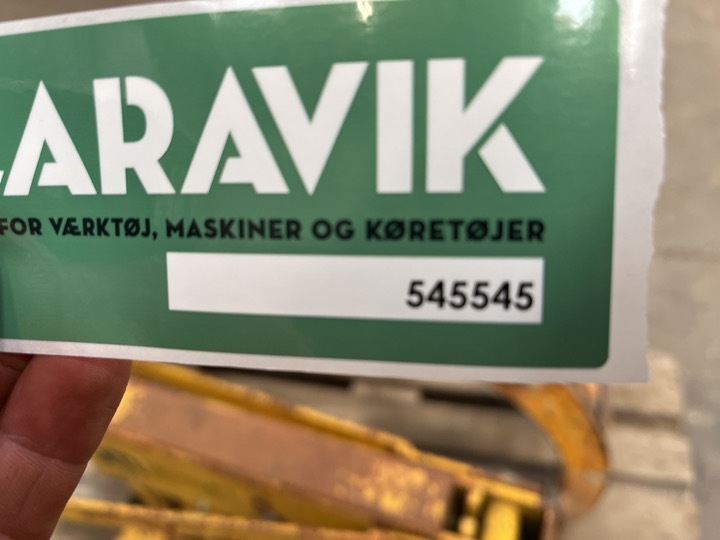 LARAVIK
FOR VÆRKTØJ, MASKINER OG KØRETØJER
545545